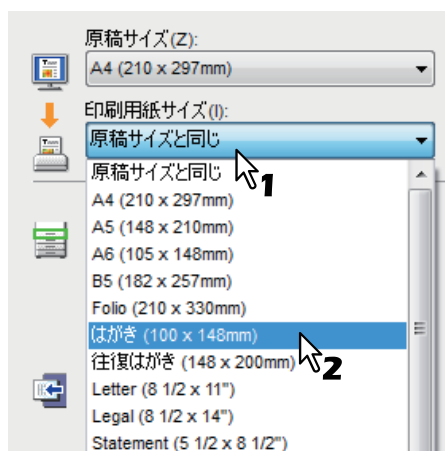 原稿サイズ(Z):
A4 (210 x 297mm)
印刷用紙サイズ(I):
原稿サイズと同じ
1
原稿サイズと同じ
A4 (210 x 297mm)
A5 (148 x 210mm)
A6 (105 x 148mm)
B5 (182 x 257mm)
Folio (210 x 330mm)
はがき (100 x 148mm)
往復はがき (148 x 200mm)
2
Letter (8 1/2 x 11")
Legal (8 1/2 x 14")
Statement (5 1/2 x 8 1/2")